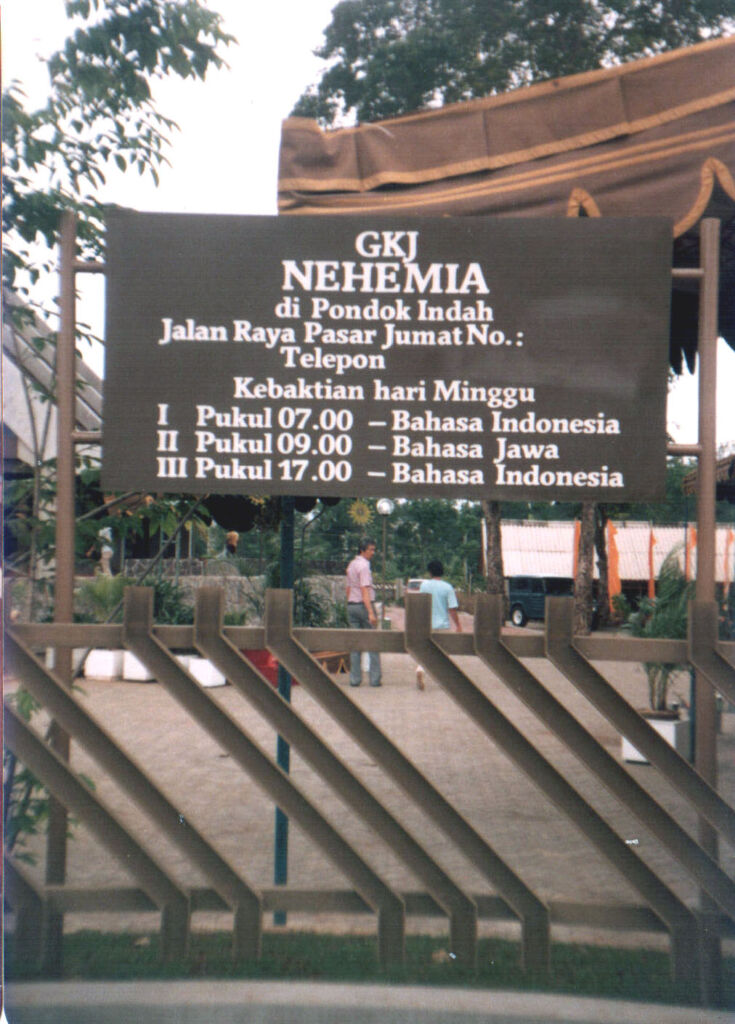 GKJ
NEHEMIA
di Pondok Indah
Jalan Raya Pasar Jumat No.:
Telepon
Kebaktian hari Minggu
I Pukul 07.00 – Bahasa Indonesia
II Pukul 09.00 – Bahasa Jawa
III Pukul 17.00 – Bahasa Indonesia